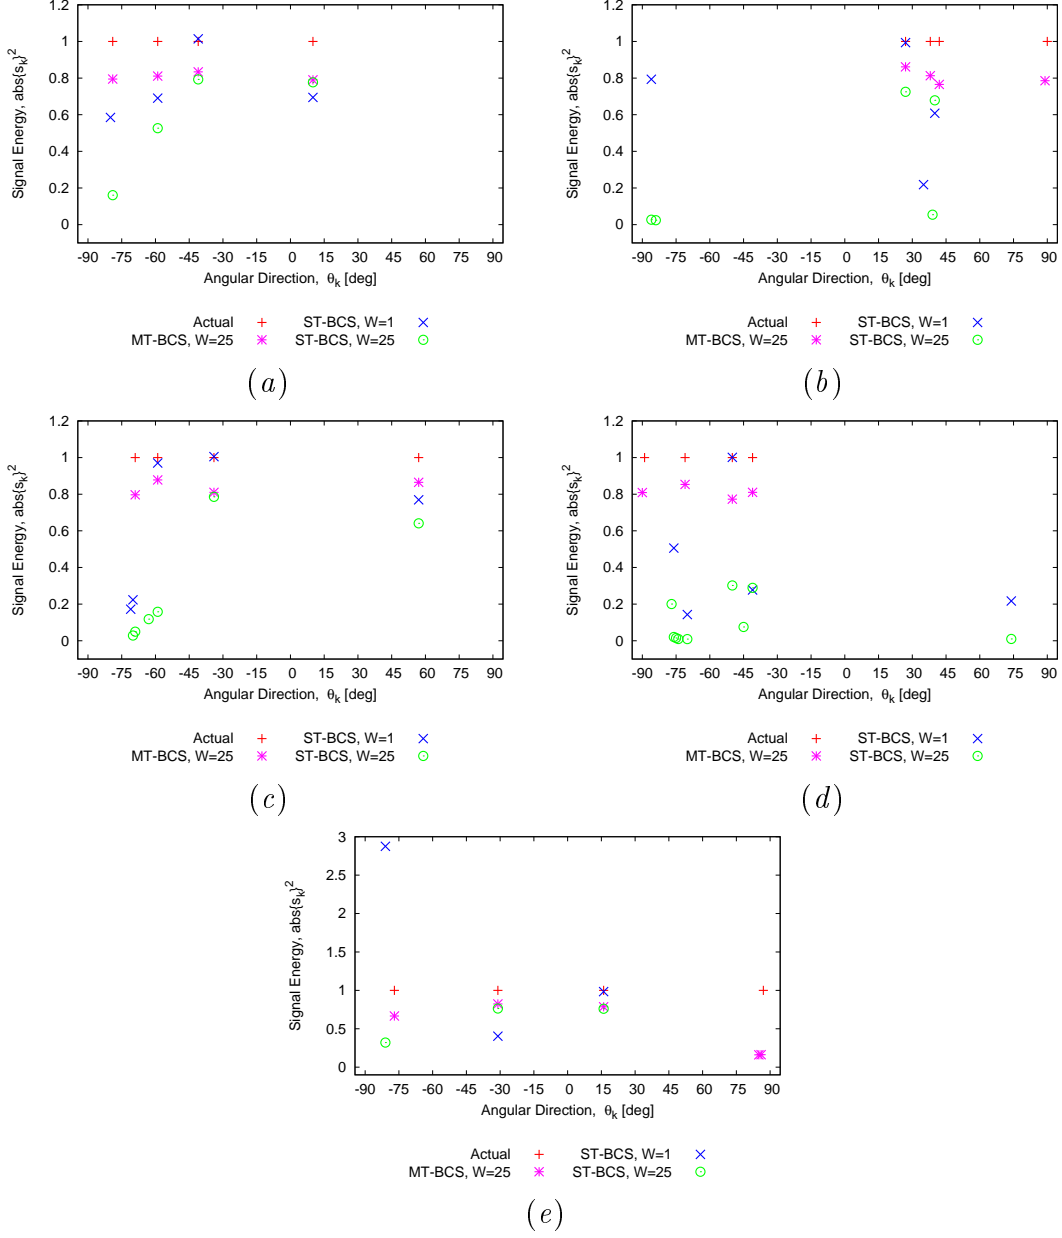 1.2
1
0.8
0.6
0.4
0.2
0
Signal Energy, abs{s_k}^2
-90 -75 -60 -45 -30 -15 0 15 30 45 60 75 90
Angular Direction, θ_k [deg]
Actual
MT-BCS, W=25
ST-BCS, W=1
ST-BCS, W=25
(a)
1.2
1
0.8
0.6
0.4
0.2
0
Signal Energy, abs{s_k}^2
-90 -75 -60 -45 -30 -15 0 15 30 45 60 75 90
Angular Direction, θ_k [deg]
Actual
MT-BCS, W=25
ST-BCS, W=1
ST-BCS, W=25
(b)
1.2
1
0.8
0.6
0.4
0.2
0
Signal Energy, abs{s_k}^2
-90 -75 -60 -45 -30 -15 0 15 30 45 60 75 90
Angular Direction, θ_k [deg]
Actual
MT-BCS, W=25
ST-BCS, W=1
ST-BCS, W=25
(c)
1.2
1
0.8
0.6
0.4
0.2
0
Signal Energy, abs{s_k}^2
-90 -75 -60 -45 -30 -15 0 15 30 45 60 75 90
Angular Direction, θ_k [deg]
Actual
MT-BCS, W=25
ST-BCS, W=1
ST-BCS, W=25
(d)
3
2.5
2
1.5
1
0.5
0
Signal Energy, abs{s_k}^2
-90 -75 -60 -45 -30 -15 0 15 30 45 60 75 90
Angular Direction, θ_k [deg]
Actual
MT-BCS, W=25
ST-BCS, W=1
ST-BCS, W=25
(e)